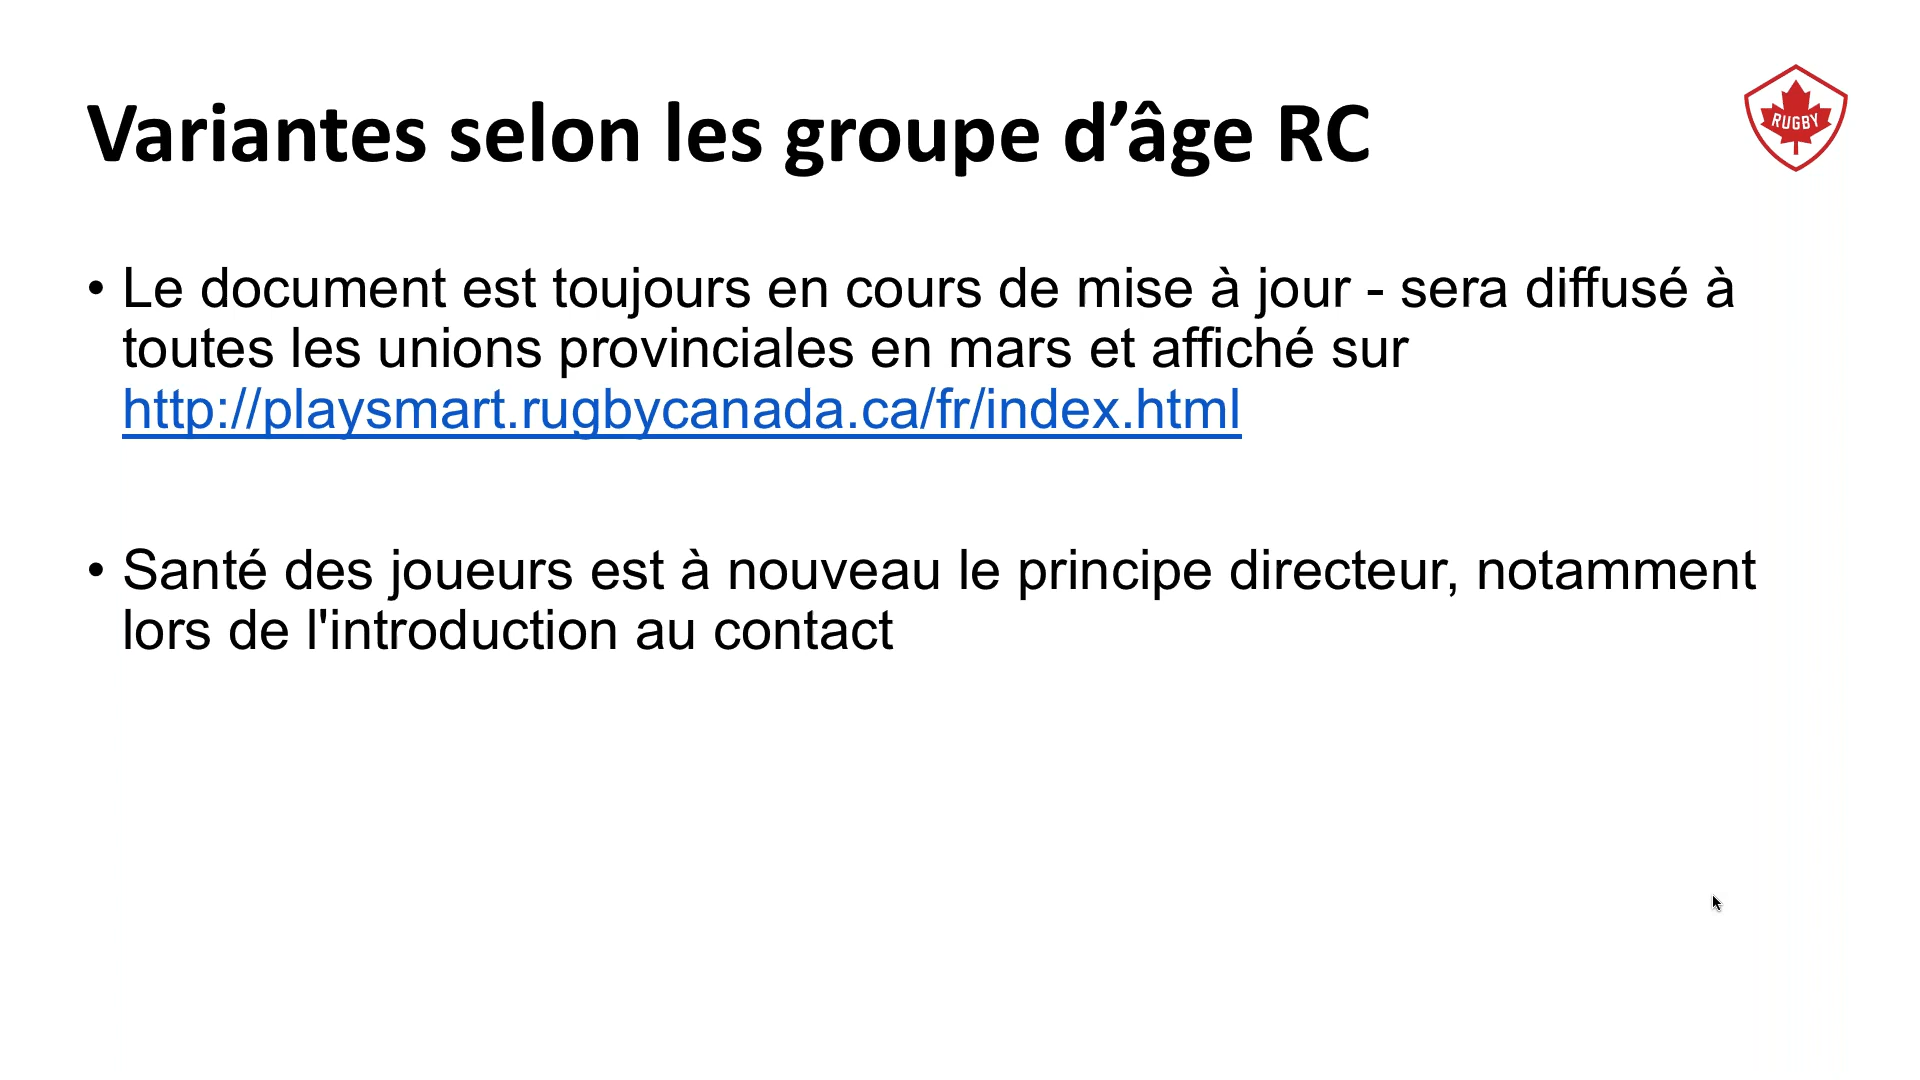 Variantes selon les groupe d’âge RC
RUGBY
• Le document est toujours en cours de mise à jour - sera diffusé à
toutes les unions provinciales en mars et affiché sur
http://playsmart.rugbycanada.ca/fr/index.html
• Santé des joueurs est à nouveau le principe directeur, notamment
lors de l'introduction au contact